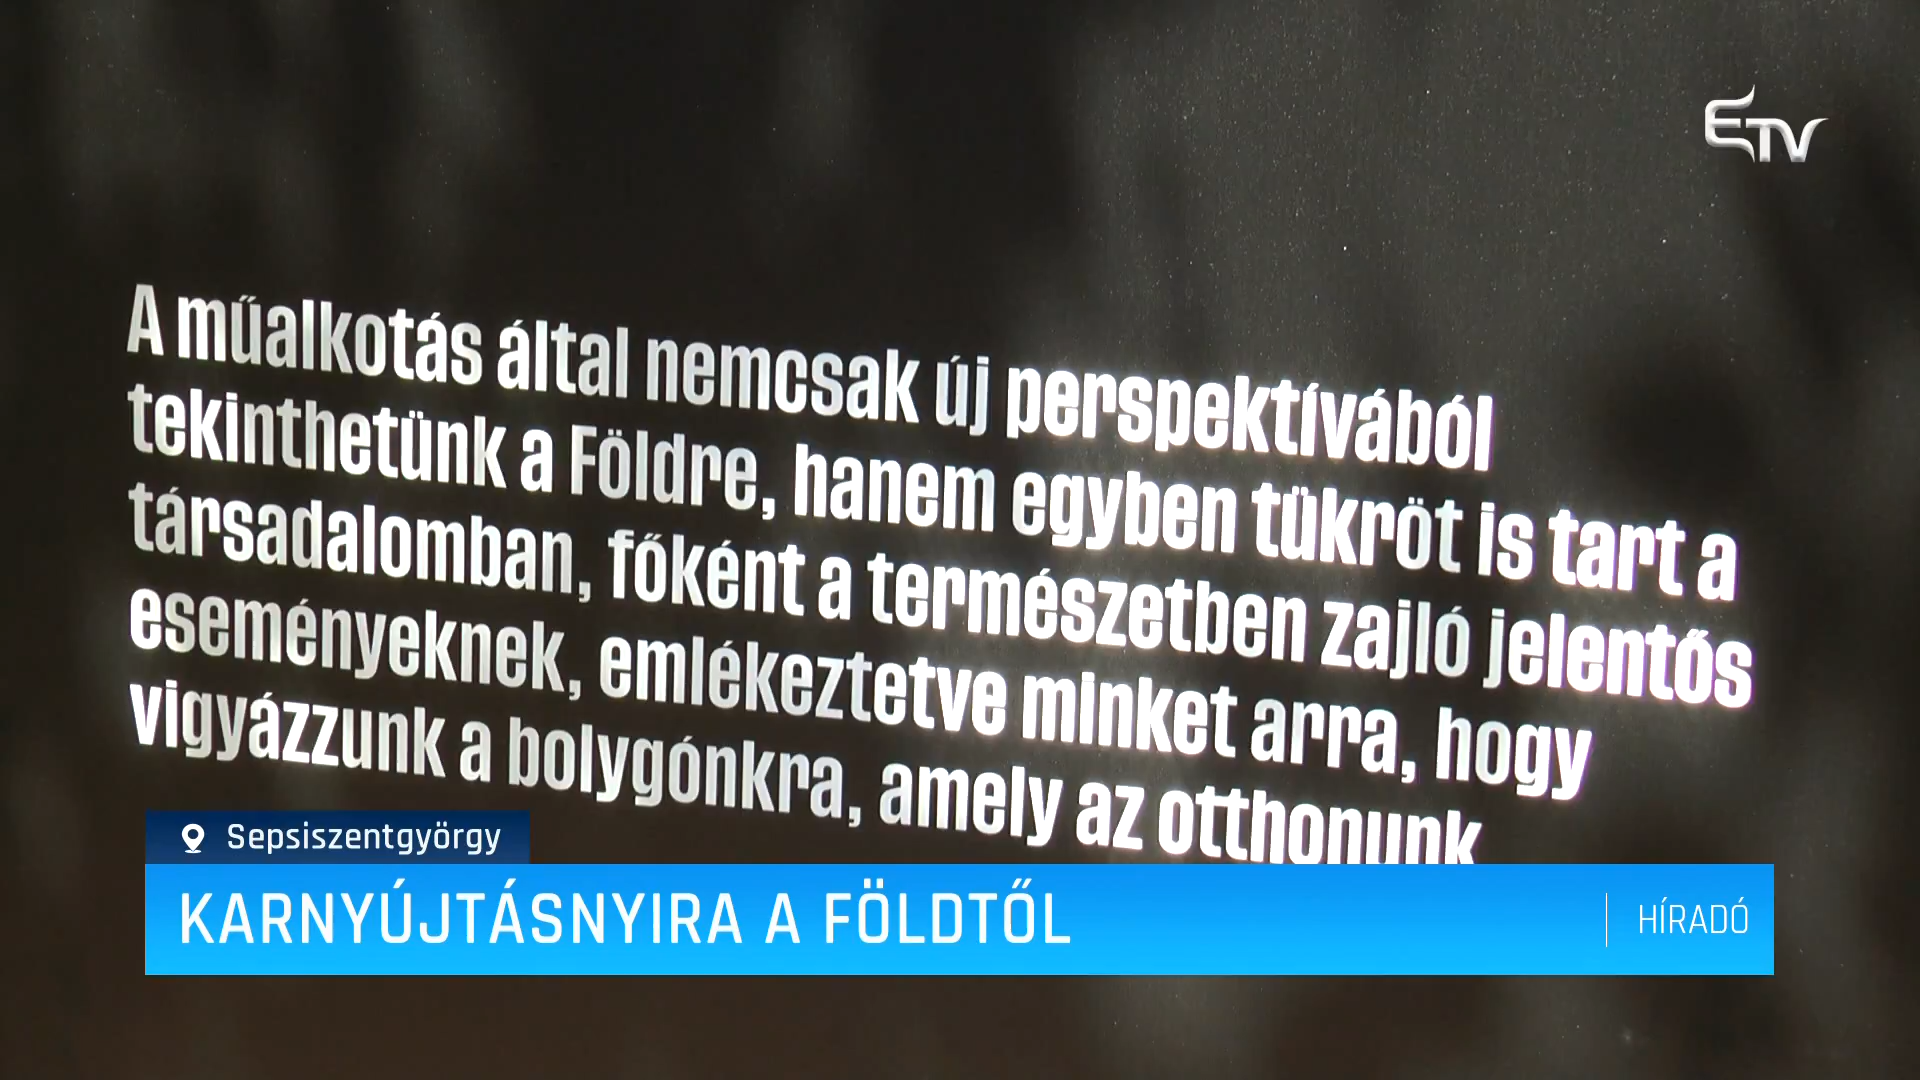 ETV
A műalkotás által nemcsak új perspektívából
tekinthetünk a Földre, hanem egyben tükröt is tart a
társadalomban, főként a természetben zajló jelentős
eseményeknek, emlékeztetve minket arra, hogy
vigyázzunk a bolygónkra, amely az otthonunk
Sepsiszentgyörgy
KARNYÚJTÁSNYIRA A FÖLDTŐL
HÍRADÓ